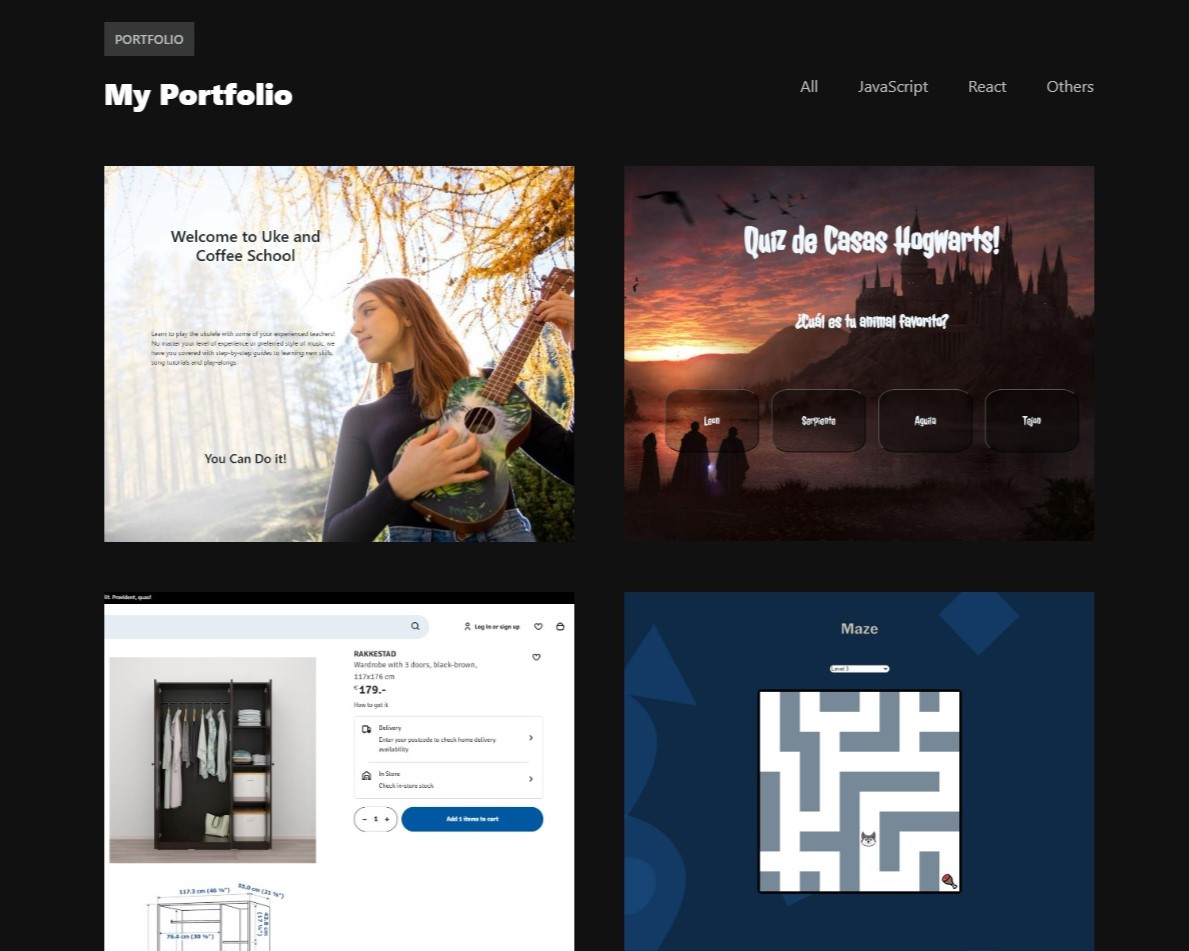 PORTFOLIO
My Portfolio
All
JavaScript
React
Others
Welcome to Uke and
Coffee School
Learn to play the ukulele with some of your experienced teachers!
No matter your level of experience or preferred style of music, we
have you covered with step-by-step guides to learning new skills,
song tutorials and play-alongs.
You Can Do it!
Quiz de Casas Hogwarts!
¿Cuál es tu animal favorito?
Leon
Serpiente
Aguila
Tejon
Provident, quas!
Log in or sign up
RAKKESTAD
Wardrobe with 3 doors, black-brown,
117x176 cm
€179.-
How to get it
Delivery
Enter your postcode to check home delivery
availability
In Store
Check in-store stock
− 1 +
Add 1 items to cart
117.3 cm (46 ⅛")
55.0 cm (21 ⅝")
76.4 cm (30 ⅛")
Maze
Level 3